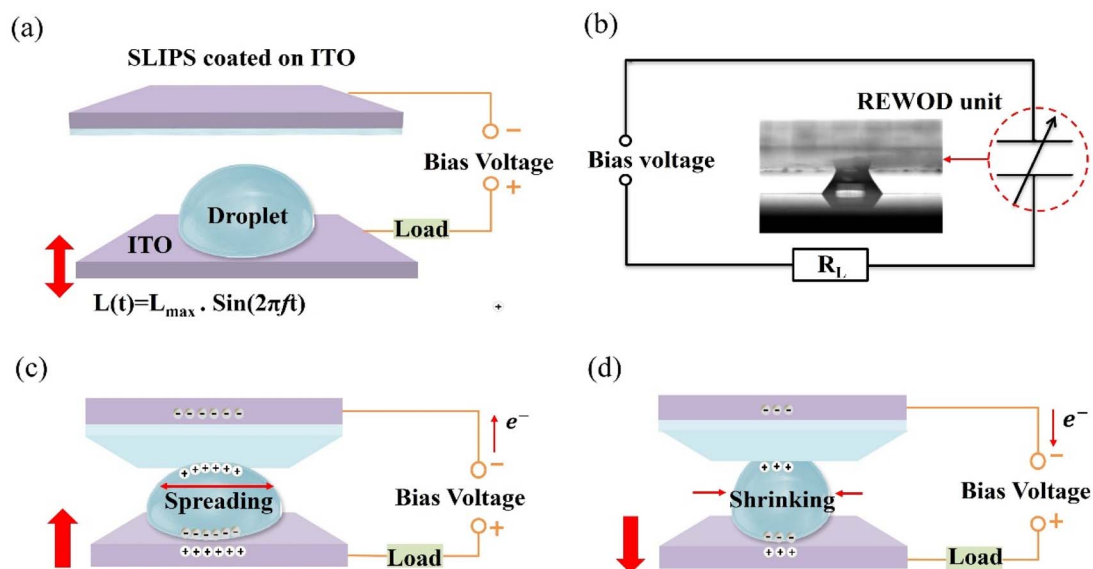 (a)
SLIPS coated on ITO
−
Bias Voltage
+
Droplet
ITO
Load
L(t)=Lmax . Sin(2πft)
+
(b)
REWOD unit
Bias voltage
RL
(c)
- - - - - -
e−
−
+ + + + + +
Spreading
Bias Voltage
- - - - - -
+
+ + + + + +
Load
(d)
- - -
e−
−
+ + +
Shrinking
Bias Voltage
- - -
+
+ + +
Load